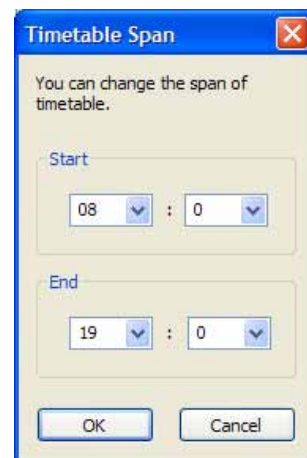 Timetable Span
You can change the span of
timetable.
Start
08 : 0
End
19 : 0
OK Cancel